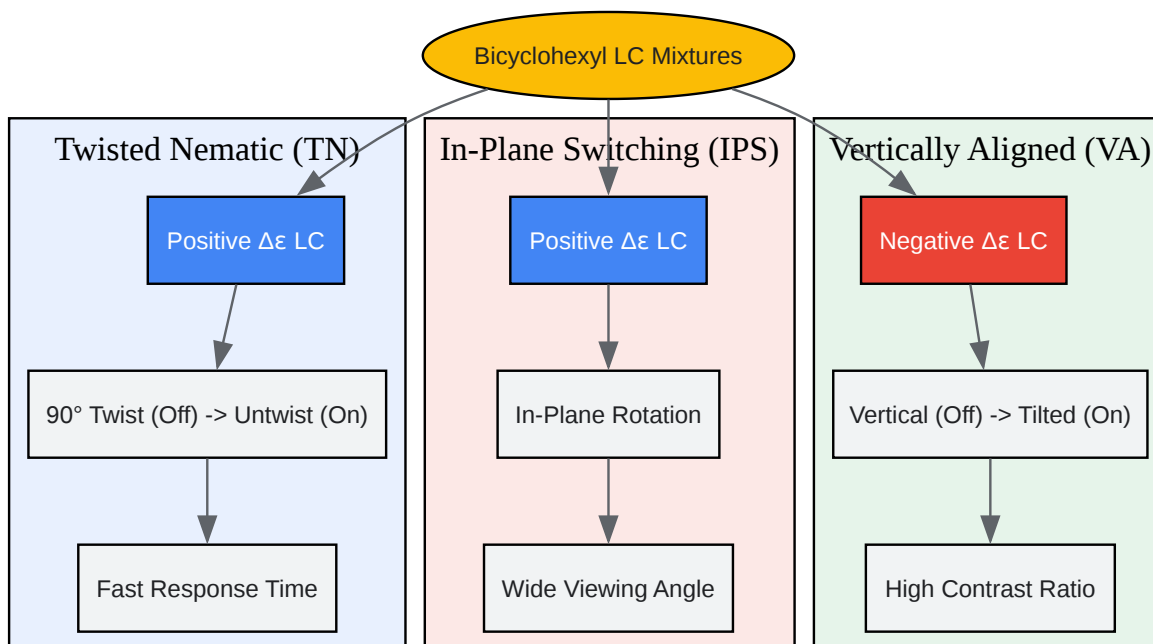 Bicyclohexyl LC Mixtures
Twisted Nematic (TN)
In-Plane Switching (IPS)
Vertically Aligned (VA)
Positive Δε LC
Positive Δε LC
Negative Δε LC
90° Twist (Off) -> Untwist (On)
In-Plane Rotation
Vertical (Off) -> Tilted (On)
Fast Response Time
Wide Viewing Angle
High Contrast Ratio